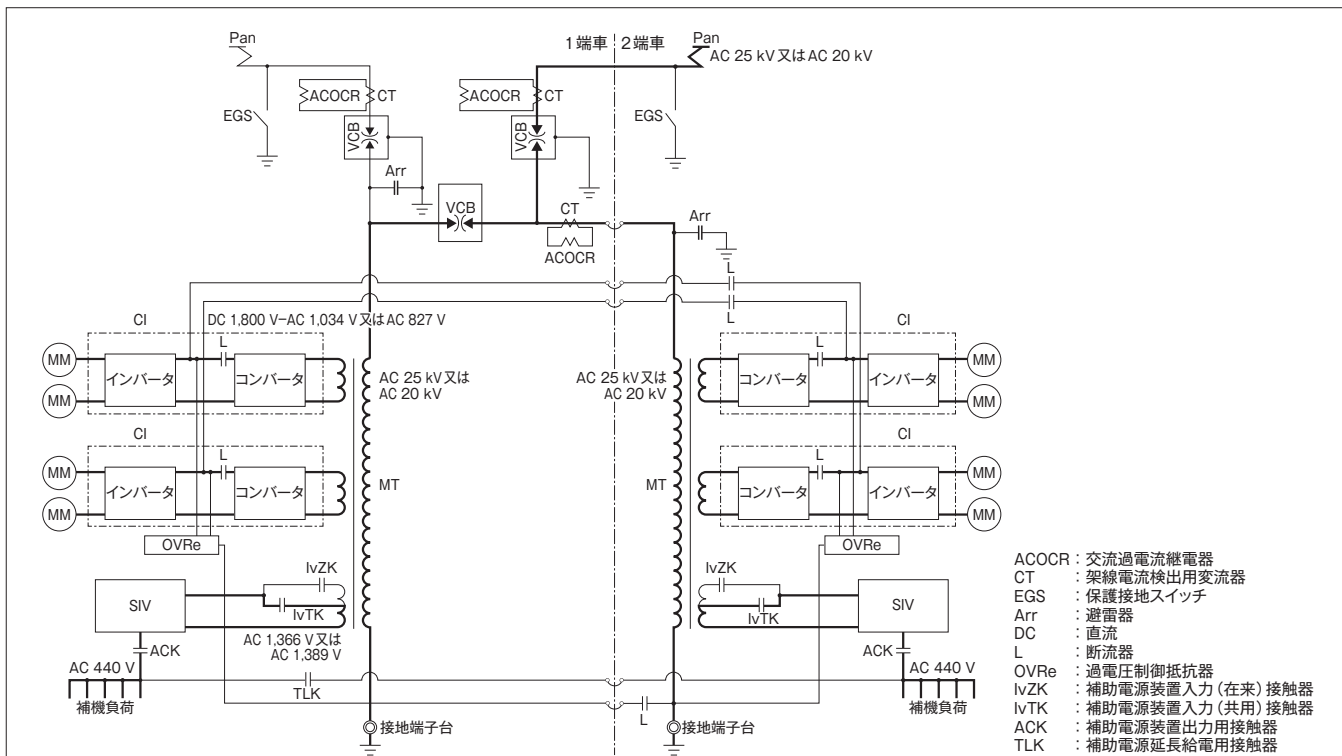 Pan
1端車
2端車
Pan
AC 25 kV又はAC 20 kV
ACOCR
CT
ACOCR
CT
EGS
VCB
VCB
EGS
Arr
VCB
CT
Arr
ACOCR
L
L
CI
DC 1,800 V−AC 1,034 V又はAC 827 V
CI
MM
MM
インバータ
L
コンバータ
AC 25 kV又は
AC 20 kV
AC 25 kV又は
AC 20 kV
コンバータ
L
インバータ
MM
MM
CI
CI
MM
MM
インバータ
L
コンバータ
MT
MT
コンバータ
L
インバータ
MM
MM
OVRe
OVRe
IvZK
IvZK
SIV
IvTK
IvTK
SIV
AC 1,366 V又は
AC 1,389 V
ACK
ACK
AC 440 V
AC 440 V
補機負荷
TLK
L
補機負荷
接地端子台
接地端子台
ACOCR：交流過電流継電器
CT：架線電流検出用変流器
EGS：保護接地スイッチ
Arr：避雷器
DC：直流
L：断流器
OVRe：過電圧制御抵抗器
IvZK：補助電源装置入力（在来）接触器
IvTK：補助電源装置入力（共用）接触器
ACK：補助電源装置出力用接触器
TLK：補助電源延長給電用接触器